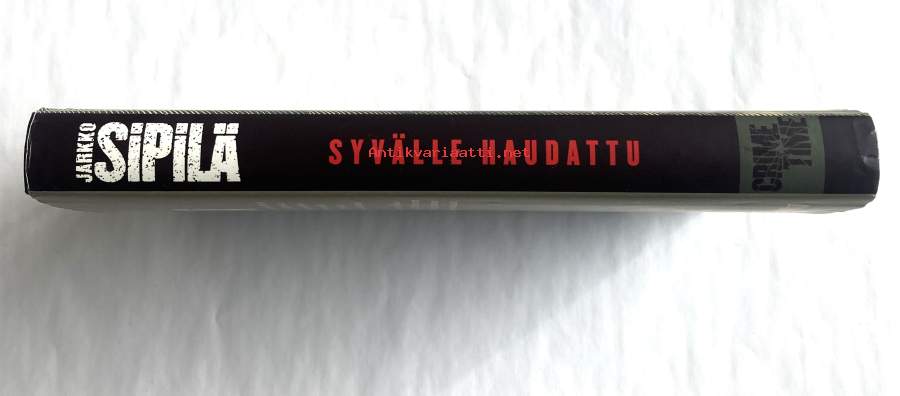 JARKKO
SIPILÄ
SYVÄLLE HAUDATTU
Antikvariaatti.net
CRIME
TIME